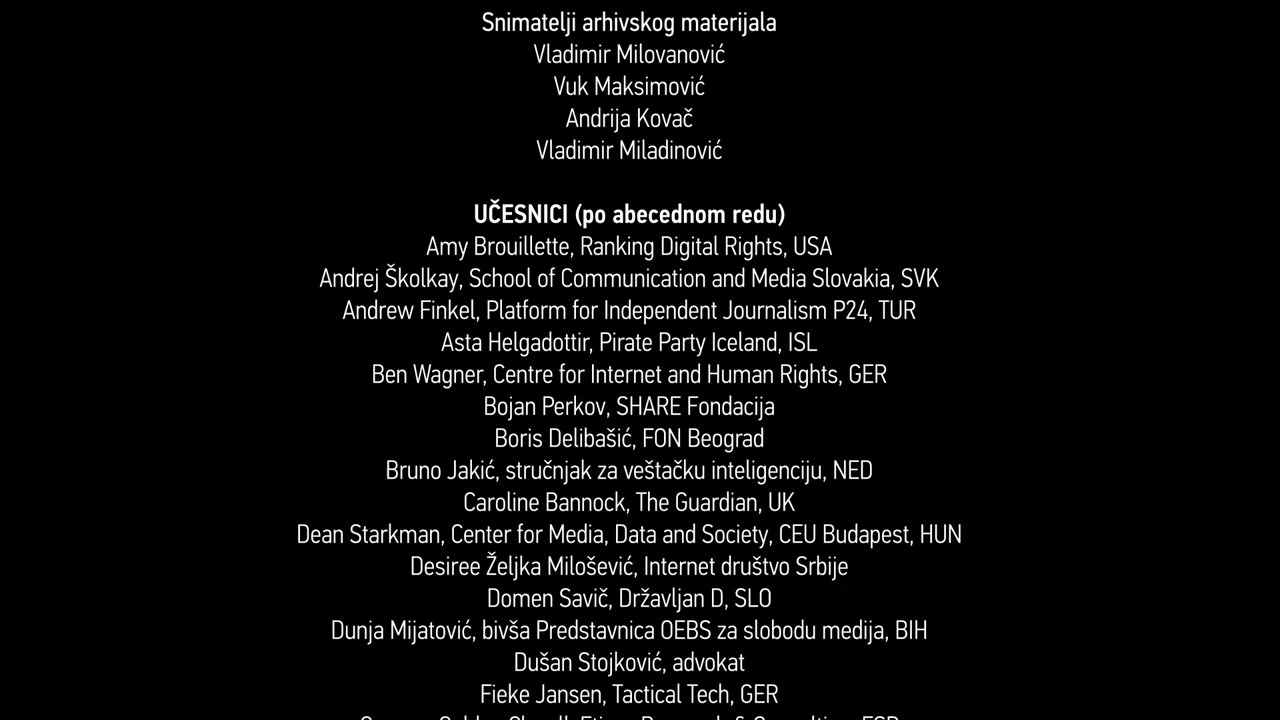 Snimatelji arhivskog materijala
Vladimir Milovanović
Vuk Maksimović
Andrija Kovač
Vladimir Miladinović
UČESNICI (po abecednom redu)
Amy Brouillette, Ranking Digital Rights, USA
Andrej Školkay, School of Communication and Media Slovakia, SVK
Andrew Finkel, Platform for Independent Journalism P24, TUR
Asta Helgadottir, Pirate Party Iceland, ISL
Ben Wagner, Centre for Internet and Human Rights, GER
Bojan Perkov, SHARE Fondacija
Boris Delibašić, FON Beograd
Bruno Jakić, stručnjak za veštačku inteligenciju, NED
Caroline Bannock, The Guardian, UK
Dean Starkman, Center for Media, Data and Society, CEU Budapest, HUN
Desiree Željka Milošević, Internet društvo Srbije
Domen Savič, Državljan D, SLO
Dunja Mijatović, bivša Predstavnica OEBS za slobodu medija, BIH
Dušan Stojković, advokat
Fieke Jansen, Tactical Tech, GER